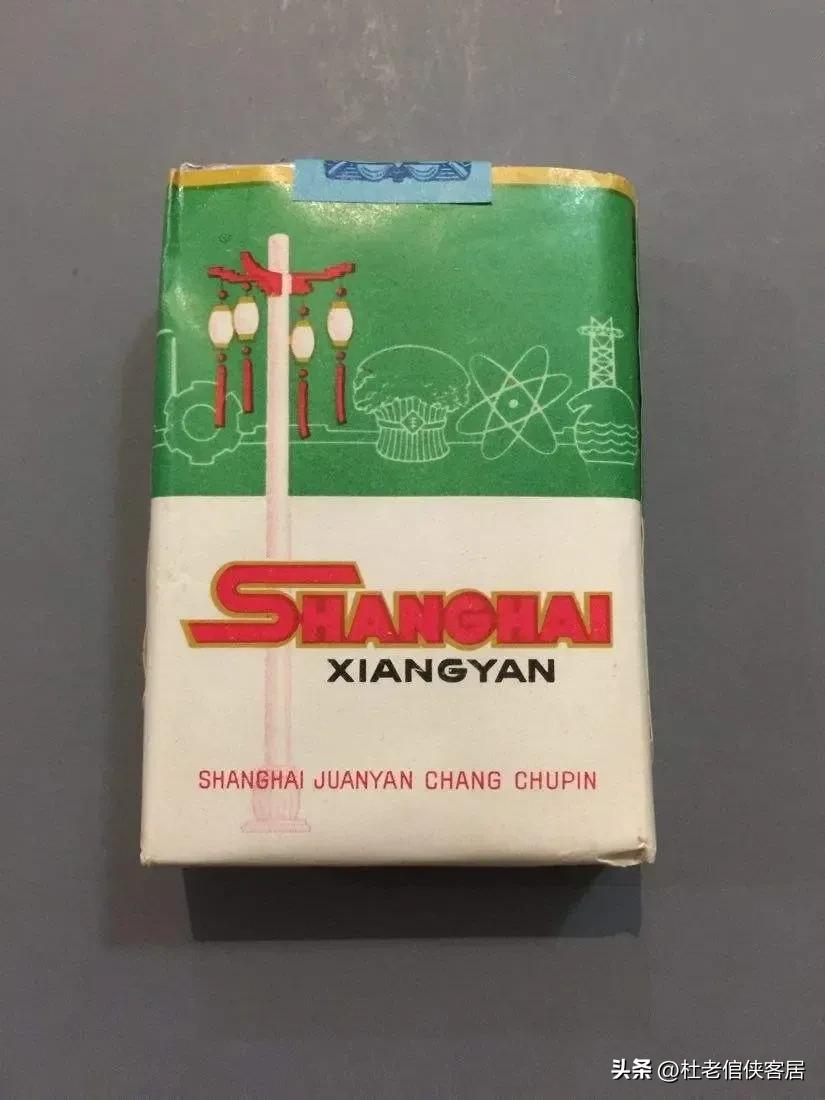 SHANGHAI
XIANGYAN
SHANGHAI JUANYAN CHANG CHUPIN
头条 @杜老倌侠客居